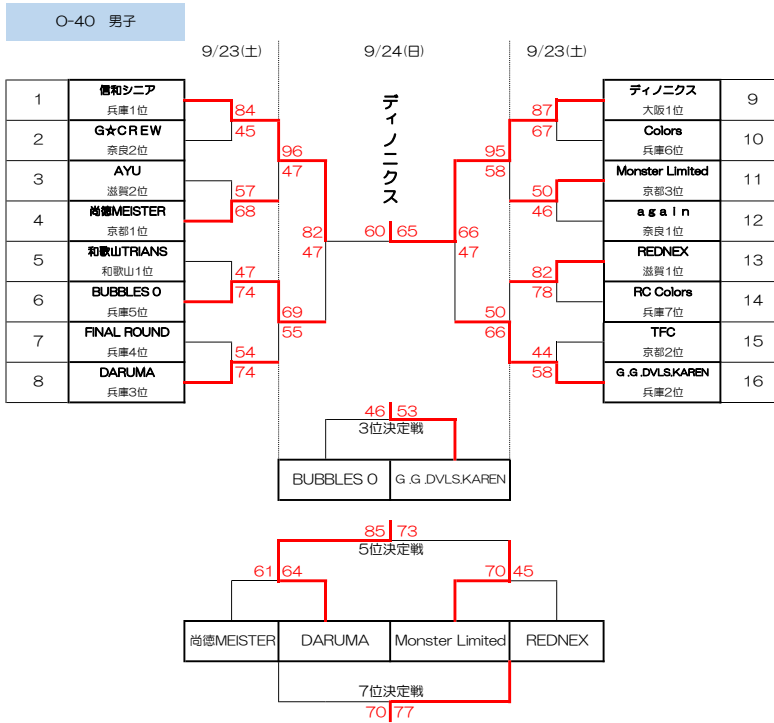 O-40 男子
9/23(土)
9/24(日)
9/23(土)
ディノニクス
1
信和シニア
兵庫1位
2
G☆CREW
奈良2位
3
AYU
滋賀2位
4
尚徳MEISTER
京都1位
5
和歌山TRIANS
和歌山1位
6
BUBBLES O
兵庫5位
7
FINAL ROUND
兵庫4位
8
DARUMA
兵庫3位
84
45
57
68
47
74
54
74
96
47
69
55
82
47
60 65
66
47
95
58
50
66
87
67
50
46
82
78
44
58
ディノニクス
大阪1位
9
Colors
兵庫6位
10
Monster Limited
京都3位
11
again
奈良1位
12
REDNEX
滋賀1位
13
RC Colors
兵庫7位
14
TFC
京都2位
15
G.G.DVLS.KAREN
兵庫2位
16
46 53
3位決定戦
BUBBLES O
G.G.DVLS.KAREN
85 73
5位決定戦
61 64
70 45
尚徳MEISTER
DARUMA
Monster Limited
REDNEX
7位決定戦
70 77